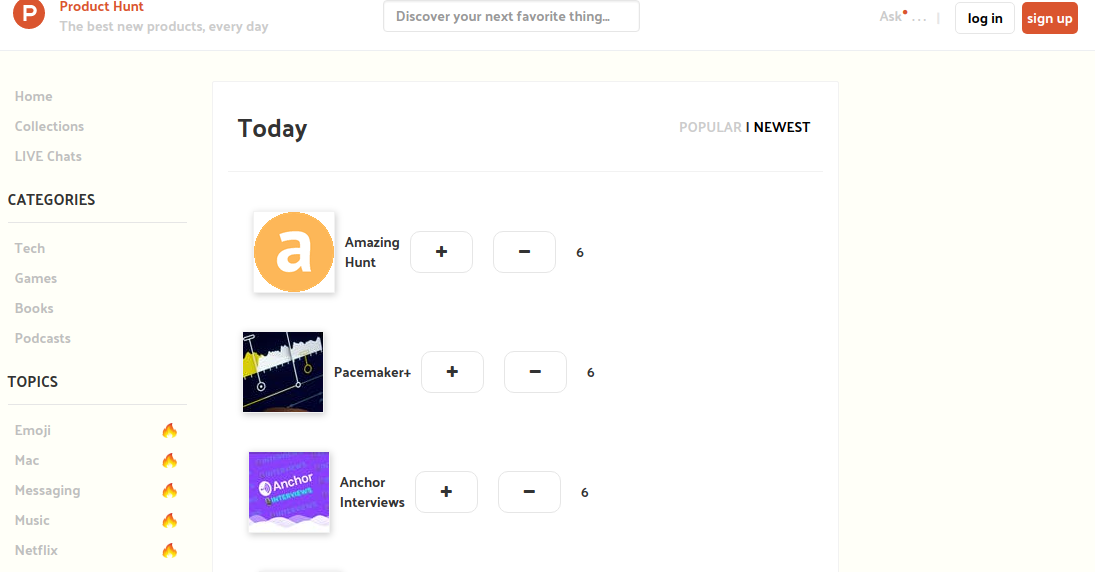 P
Product Hunt
The best new products, every day
Discover your next favorite thing...
Ask ... |
log in
sign up
Home
Collections
LIVE Chats
CATEGORIES
Tech
Games
Books
Podcasts
TOPICS
Emoji
Mac
Messaging
Music
Netflix
Today
POPULAR | NEWEST
a
Amazing
Hunt
+ − 6
Pacemaker+
+ − 6
Anchor
INTERVIEWS
Anchor
Interviews
+ − 6